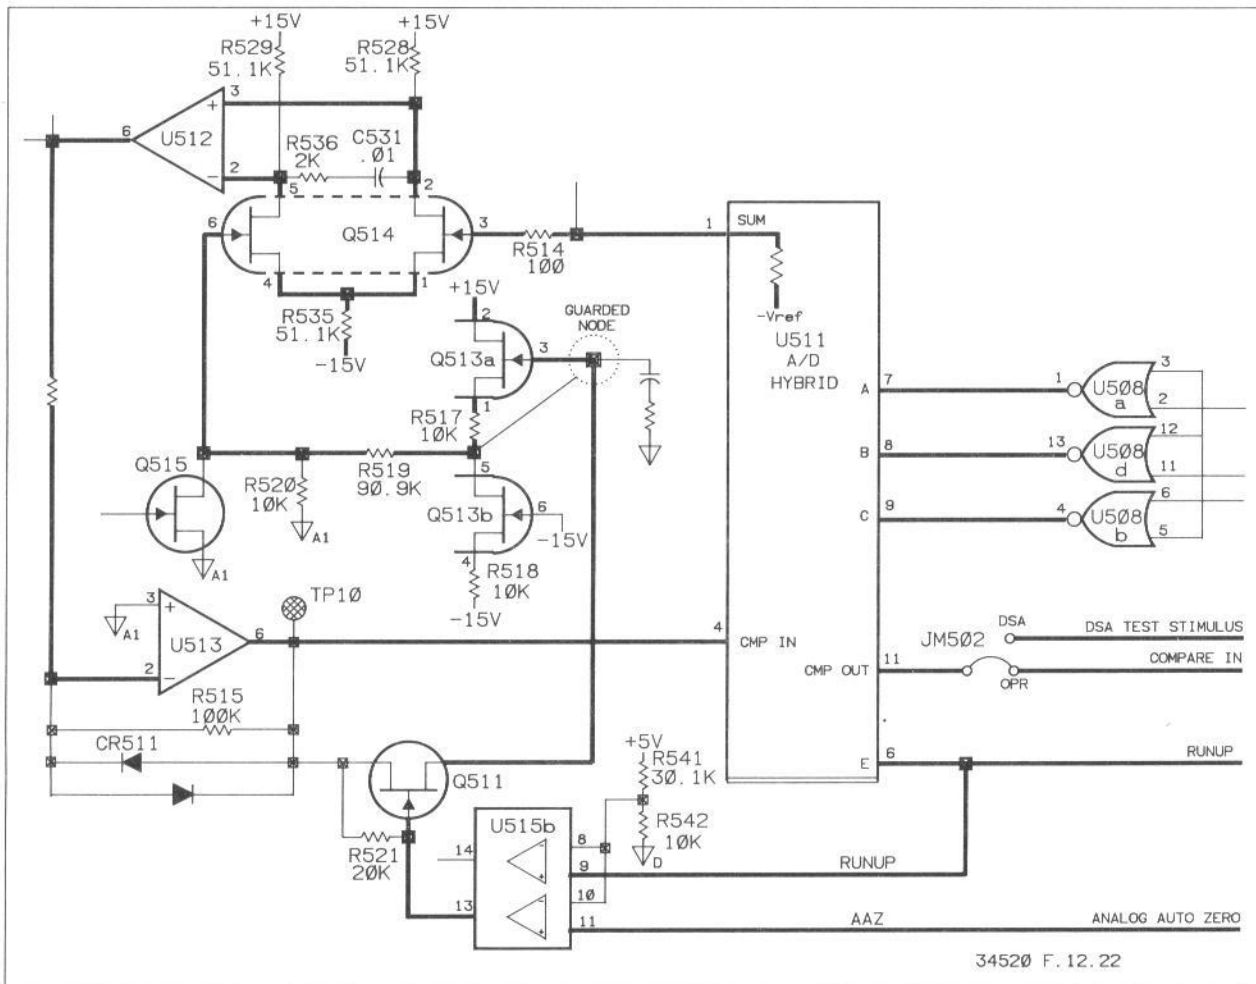 +15V
+15V
R529
51.1K
R528
51.1K
3
+
6
U512
R536
2K
C531
.01
2
−
5
2
6
Q514
3
R514
100
1
SUM
4
1
R535
51.1K
-15V
+15V
2
GUARDED
NODE
-Vref
U511
A/D
HYBRID
Q513a
3
1
R517
10K
A
7
1
U508
a
3
2
Q515
R520
10K
R519
90.9K
5
B
8
13
U508
d
12
11
Q513b
6
-15V
4
C
9
4
U508
b
6
5
A1
A1
R518
10K
-15V
TP10
3
+
A1
U513
6
2
−
4
CMP IN
DSA
DSA TEST STIMULUS
JM502
CMP OUT
11
OPR
COMPARE IN
R515
100K
CR511
Q511
+5V
R541
30.1K
E
6
RUNUP
R542
10K
D
R521
20K
U515b
14
-
+
8
9
RUNUP
13
-
+
10
11
AAZ
ANALOG AUTO ZERO
34520 F.12.22